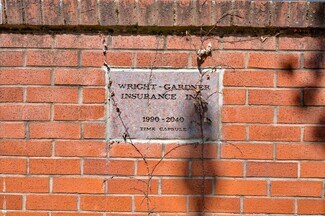 WRIGHT-GARDNER
INSURANCE INC.
1990-2040
TIME CAPSULE